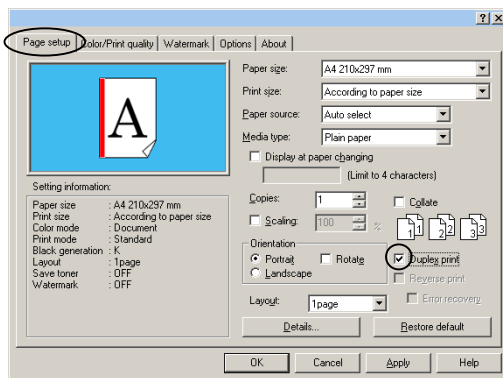 Page setup Color/Print quality Watermark Options About
A
Setting information:
Paper size : A4 210x297 mm
Print size : According to paper size
Color mode : Document
Print mode : Standard
Black generation : K
Layout : 1page
Save toner : OFF
Watermark : OFF
Paper size: A4 210x297 mm
Print size: According to paper size
Paper source: Auto select
Media type: Plain paper
Display at paper changing
(Limit to 4 characters)
Copies: 1 Collate
Scaling: 100 %
1 1 2 2 3 3
Orientation
Portrait Rotate Duplex print
Landscape Reverse print
Error recovery
Layout: 1page
Details... Restore default
OK Cancel Apply Help